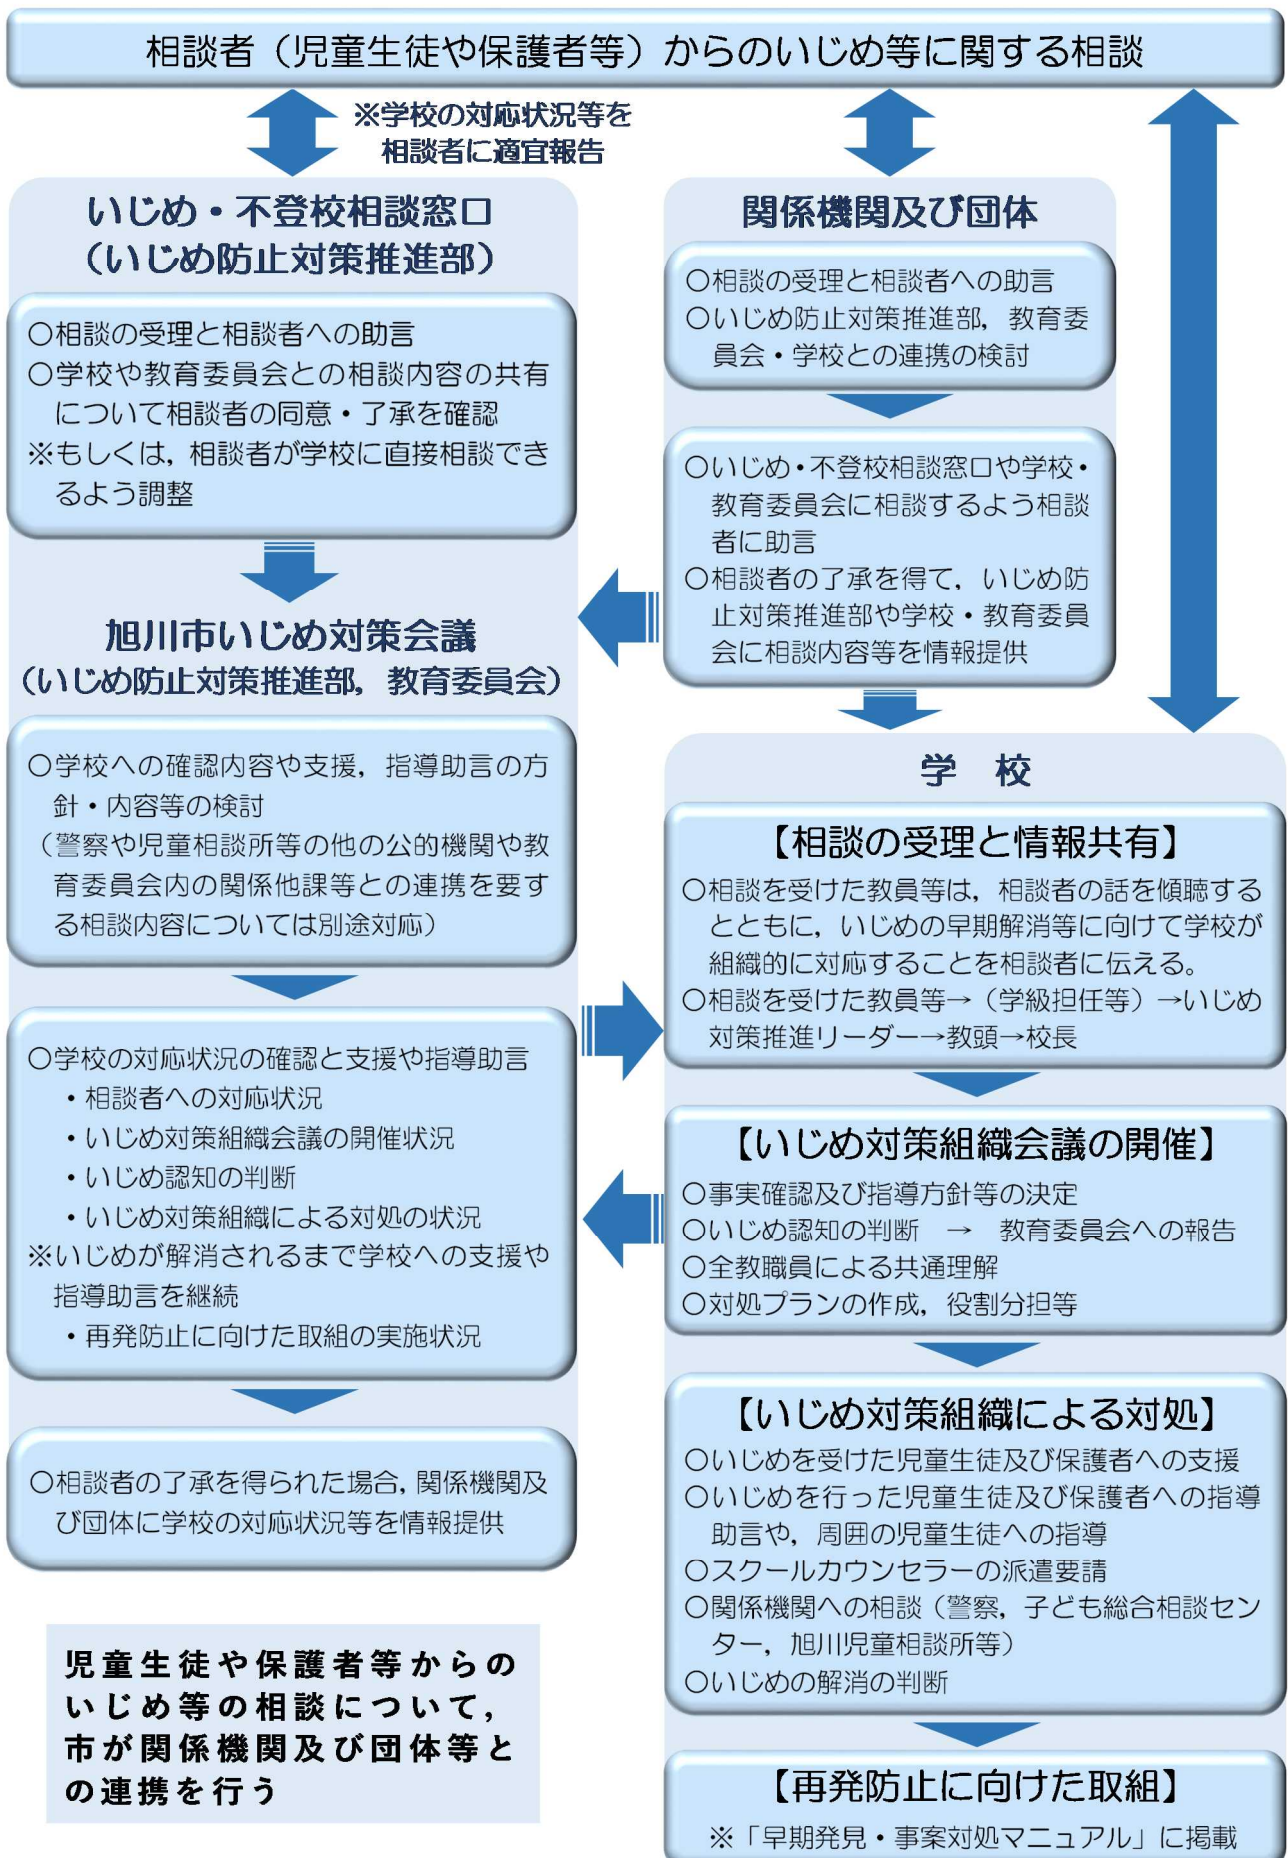 相談者（児童生徒や保護者等）からのいじめ等に関する相談
※学校の対応状況等を
相談者に適宜報告
いじめ・不登校相談窓口
（いじめ防止対策推進部）
○相談の受理と相談者への助言
○学校や教育委員会との相談内容の共有
について相談者の同意・了承を確認
※もしくは，相談者が学校に直接相談でき
るよう調整
旭川市いじめ対策会議
（いじめ防止対策推進部，教育委員会）
○学校への確認内容や支援，指導助言の方
針・内容等の検討
（警察や児童相談所等の他の公的機関や教
育委員会内の関係他課等との連携を要す
る相談内容については別途対応）
○学校の対応状況の確認と支援や指導助言
・相談者への対応状況
・いじめ対策組織会議の開催状況
・いじめ認知の判断
・いじめ対策組織による対処の状況
※いじめが解消されるまで学校への支援や
指導助言を継続
・再発防止に向けた取組の実施状況
○相談者の了承を得られた場合，関係機関及
び団体に学校の対応状況等を情報提供
児童生徒や保護者等からの
いじめ等の相談について，
市が関係機関及び団体等と
の連携を行う
関係機関及び団体
○相談の受理と相談者への助言
○いじめ防止対策推進部，教育委
員会・学校との連携の検討
○いじめ・不登校相談窓口や学校・
教育委員会に相談するよう相談
者に助言
○相談者の了承を得て，いじめ防
止対策推進部や学校・教育委員
会に相談内容等を情報提供
学　校
【相談の受理と情報共有】
○相談を受けた教員等は，相談者の話を傾聴する
とともに，いじめの早期解消等に向けて学校が
組織的に対応することを相談者に伝える。
○相談を受けた教員等→（学級担任等）→いじめ
対策推進リーダー→教頭→校長
【いじめ対策組織会議の開催】
○事実確認及び指導方針等の決定
○いじめ認知の判断　→　教育委員会への報告
○全教職員による共通理解
○対処プランの作成，役割分担等
【いじめ対策組織による対処】
○いじめを受けた児童生徒及び保護者への支援
○いじめを行った児童生徒及び保護者への指導
助言や，周囲の児童生徒への指導
○スクールカウンセラーの派遣要請
○関係機関への相談（警察，子ども総合相談セン
ター，旭川児童相談所等）
○いじめの解消の判断
【再発防止に向けた取組】
※「早期発見・事案対処マニュアル」に掲載